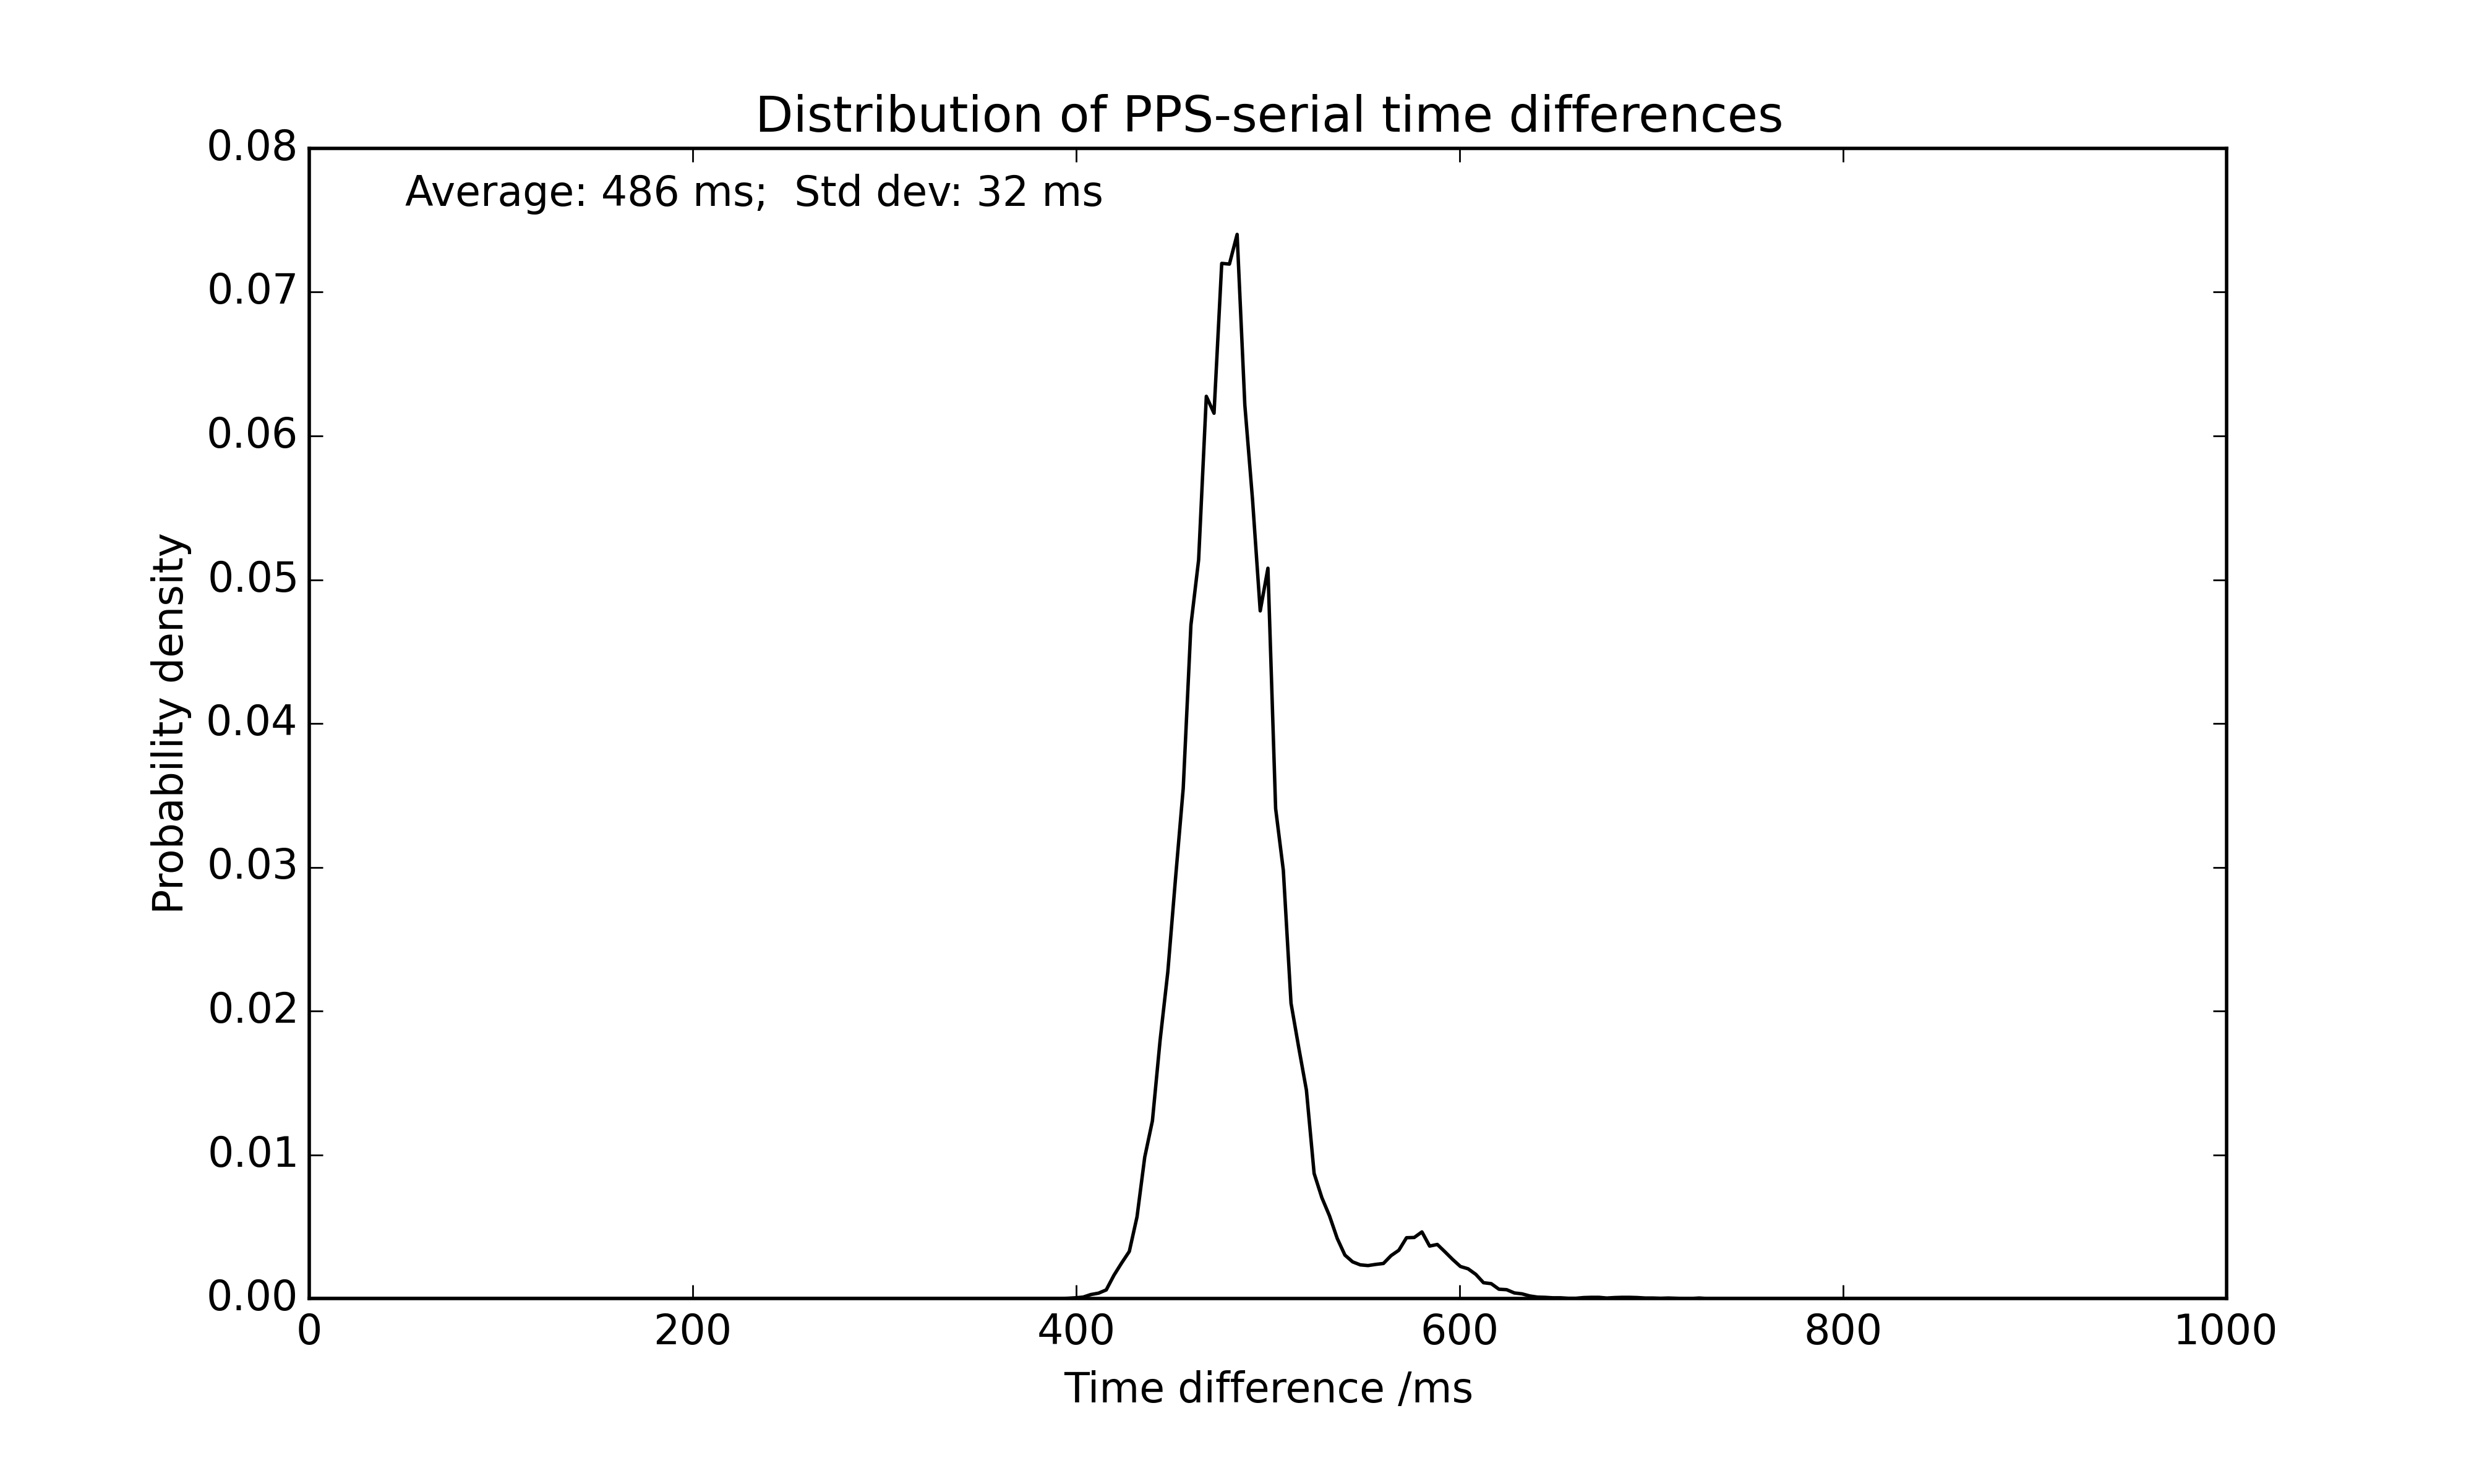 Distribution of PPS-serial time differences
Average: 486 ms;  Std dev: 32 ms
0.08
0.07
0.06
0.05
0.04
0.03
0.02
0.01
0.00
Probability density
0 200 400 600 800 1000
Time difference /ms